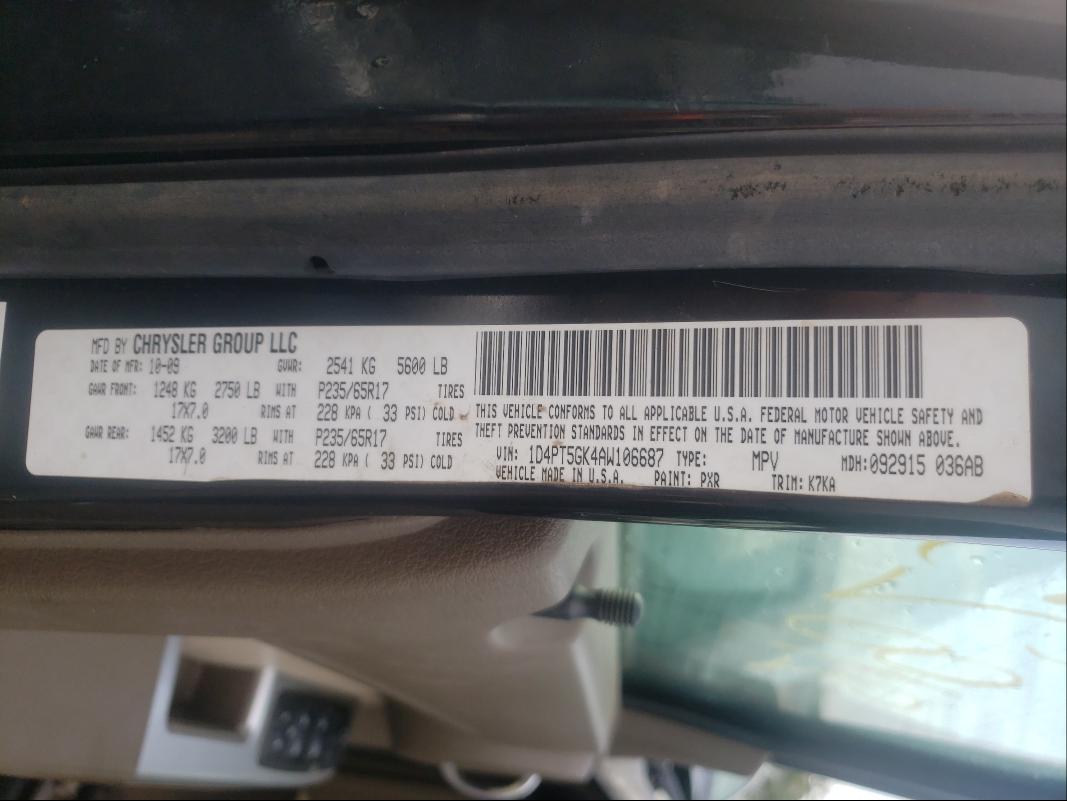 MFD BY CHRYSLER GROUP LLC
DATE OF MFR: 10-09 GVWR: 2541 KG 5600 LB
GAWR FRONT: 1248 KG 2750 LB WITH P235/65R17 TIRES
17X7.0 RIMS AT 228 KPA ( 33 PSI) COLD
GAWR REAR: 1452 KG 3200 LB WITH P235/65R17 TIRES
17X7.0 RIMS AT 228 KPA ( 33 PSI) COLD
THIS VEHICLE CONFORMS TO ALL APPLICABLE U.S.A. FEDERAL MOTOR VEHICLE SAFETY AND
THEFT PREVENTION STANDARDS IN EFFECT ON THE DATE OF MANUFACTURE SHOWN ABOVE.
VIN: 1D4PT5GK4AW106687 TYPE: MPV MDH: 092915 036AB
VEHICLE MADE IN U.S.A. PAINT: PXR TRIM: K7KA